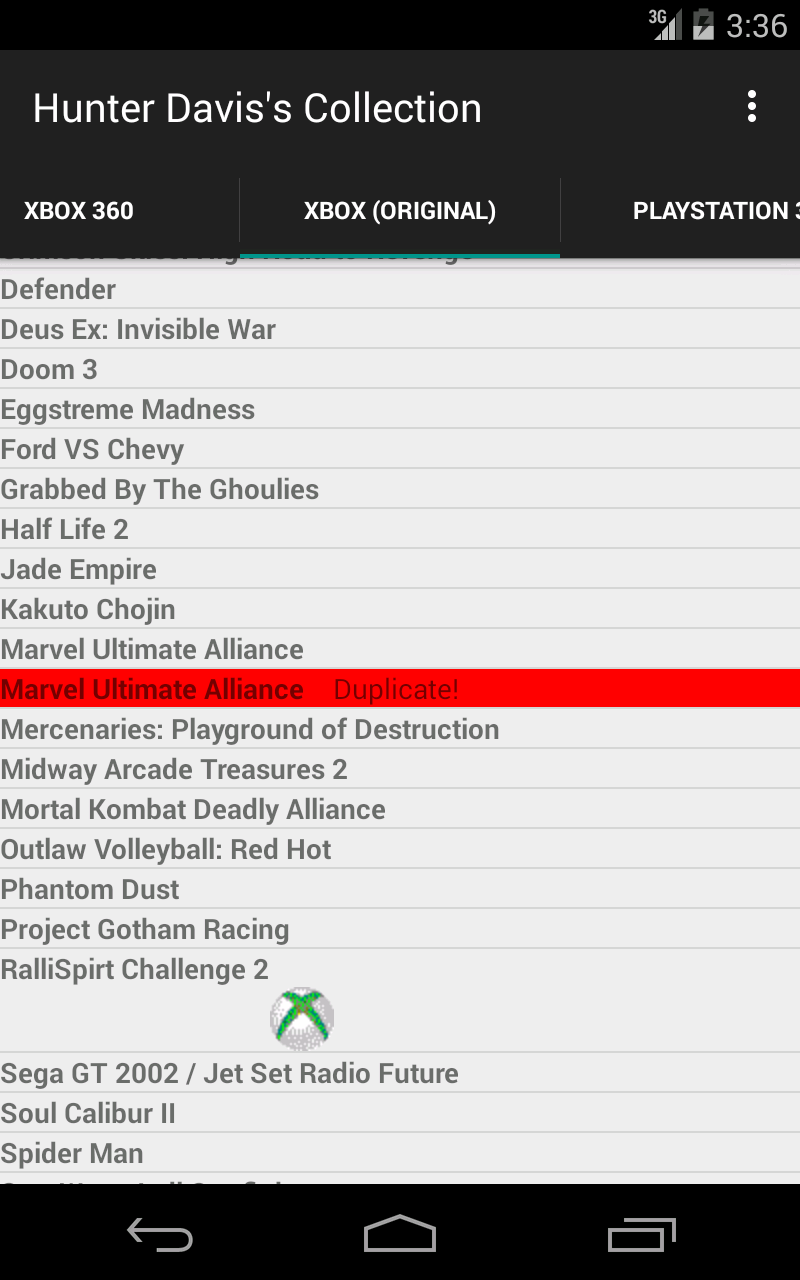 3G
3:36
Hunter Davis's Collection
XBOX 360
XBOX (ORIGINAL)
PLAYSTATION
Defender
Deus Ex: Invisible War
Doom 3
Eggstreme Madness
Ford VS Chevy
Grabbed By The Ghoulies
Half Life 2
Jade Empire
Kakuto Chojin
Marvel Ultimate Alliance
Marvel Ultimate Alliance Duplicate!
Mercenaries: Playground of Destruction
Midway Arcade Treasures 2
Mortal Kombat Deadly Alliance
Outlaw Volleyball: Red Hot
Phantom Dust
Project Gotham Racing
RalliSpirt Challenge 2
Sega GT 2002 / Jet Set Radio Future
Soul Calibur II
Spider Man